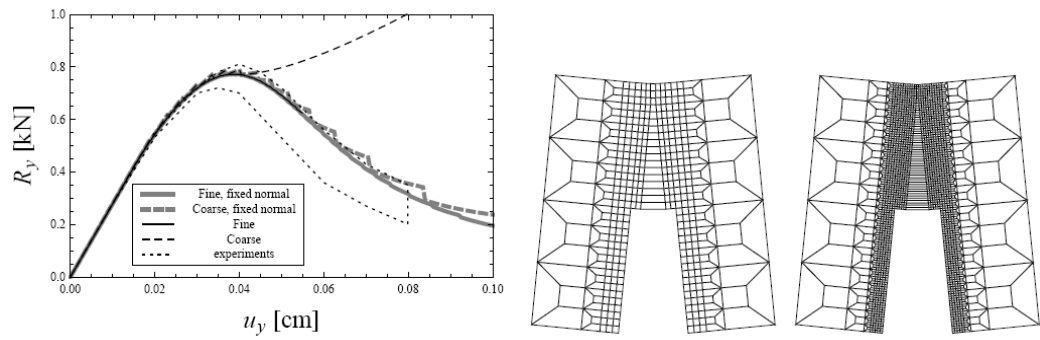 1.0
0.8
0.6
0.4
0.2
0.0
R_y [kN]
Fine, fixed normal
Coarse, fixed normal
Fine
Coarse
experiments
0.00 0.02 0.04 0.06 0.08 0.10
u_y [cm]